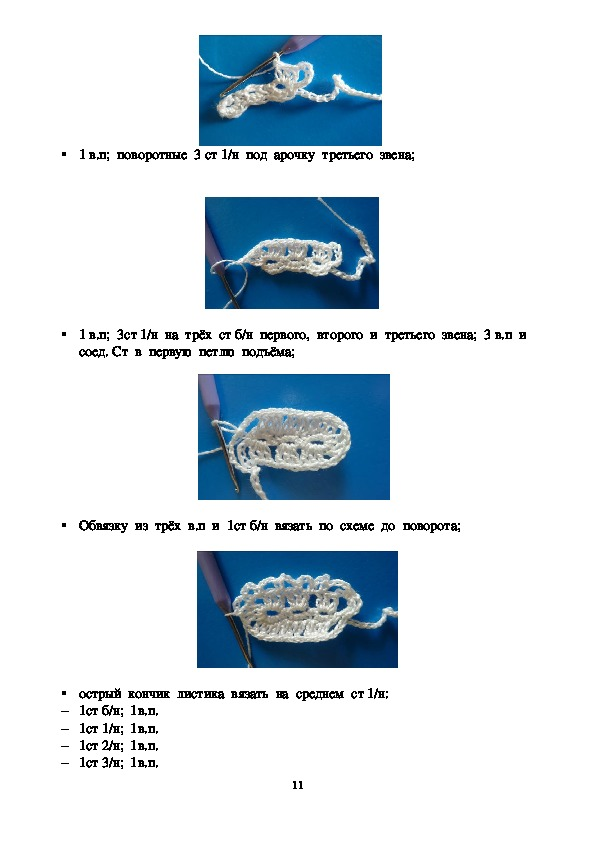 ▪ 1 в.п; поворотные 3 ст 1/н под арочку третьего звена;
▪ 1 в.п; 3ст 1/н на трёх ст б/н первого, второго и третьего звена; 3 в.п и
соед. Ст в первую петлю подъёма;
▪ Обвязку из трёх в.п и 1ст б/н вязать по схеме до поворота;
▪ острый кончик листика вязать на среднем ст 1/н:
– 1ст б/н; 1в.п.
– 1ст 1/н; 1в.п.
– 1ст 2/н; 1в.п.
– 1ст 3/н; 1в.п.
11